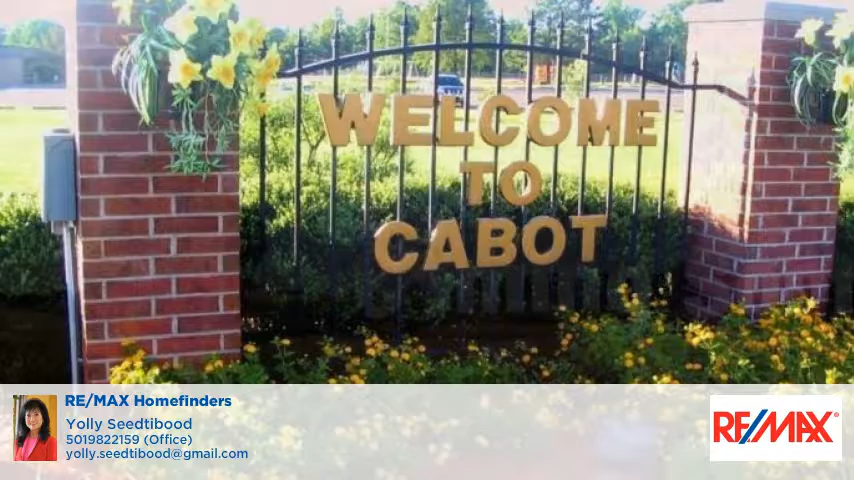 WELCOME
TO
CABOT
RE/MAX Homefinders
Yolly Seedtibood
5019822159 (Office)
yolly.seedtibood@gmail.com
RE/MAX®